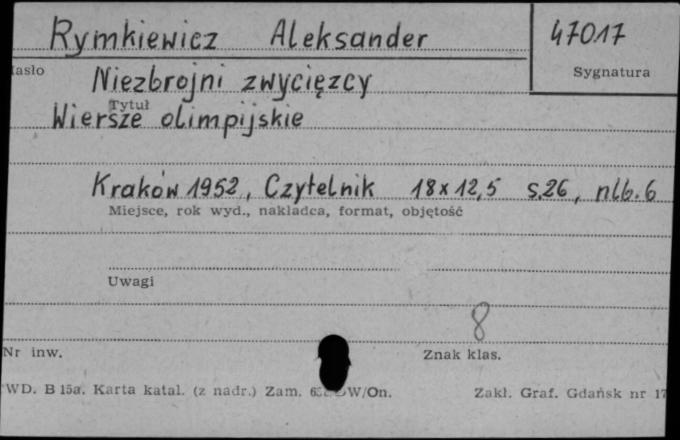 Rymkiewicz Aleksander 47017
Sygnatura
Niezbrojni zwycięzcy
Tytuł
Wiersze olimpijskie
Kraków 1952, Czytelnik 18x12,5 s.26, nlb. 6
Miejsce, rok wyd., nakładca, format, objętość
Uwagi
8
Nr inw. Znak klas.
WD. B 15a. Karta katal. (z nadr.) Zam. W/On. Zakł. Graf. Gdańsk nr 17